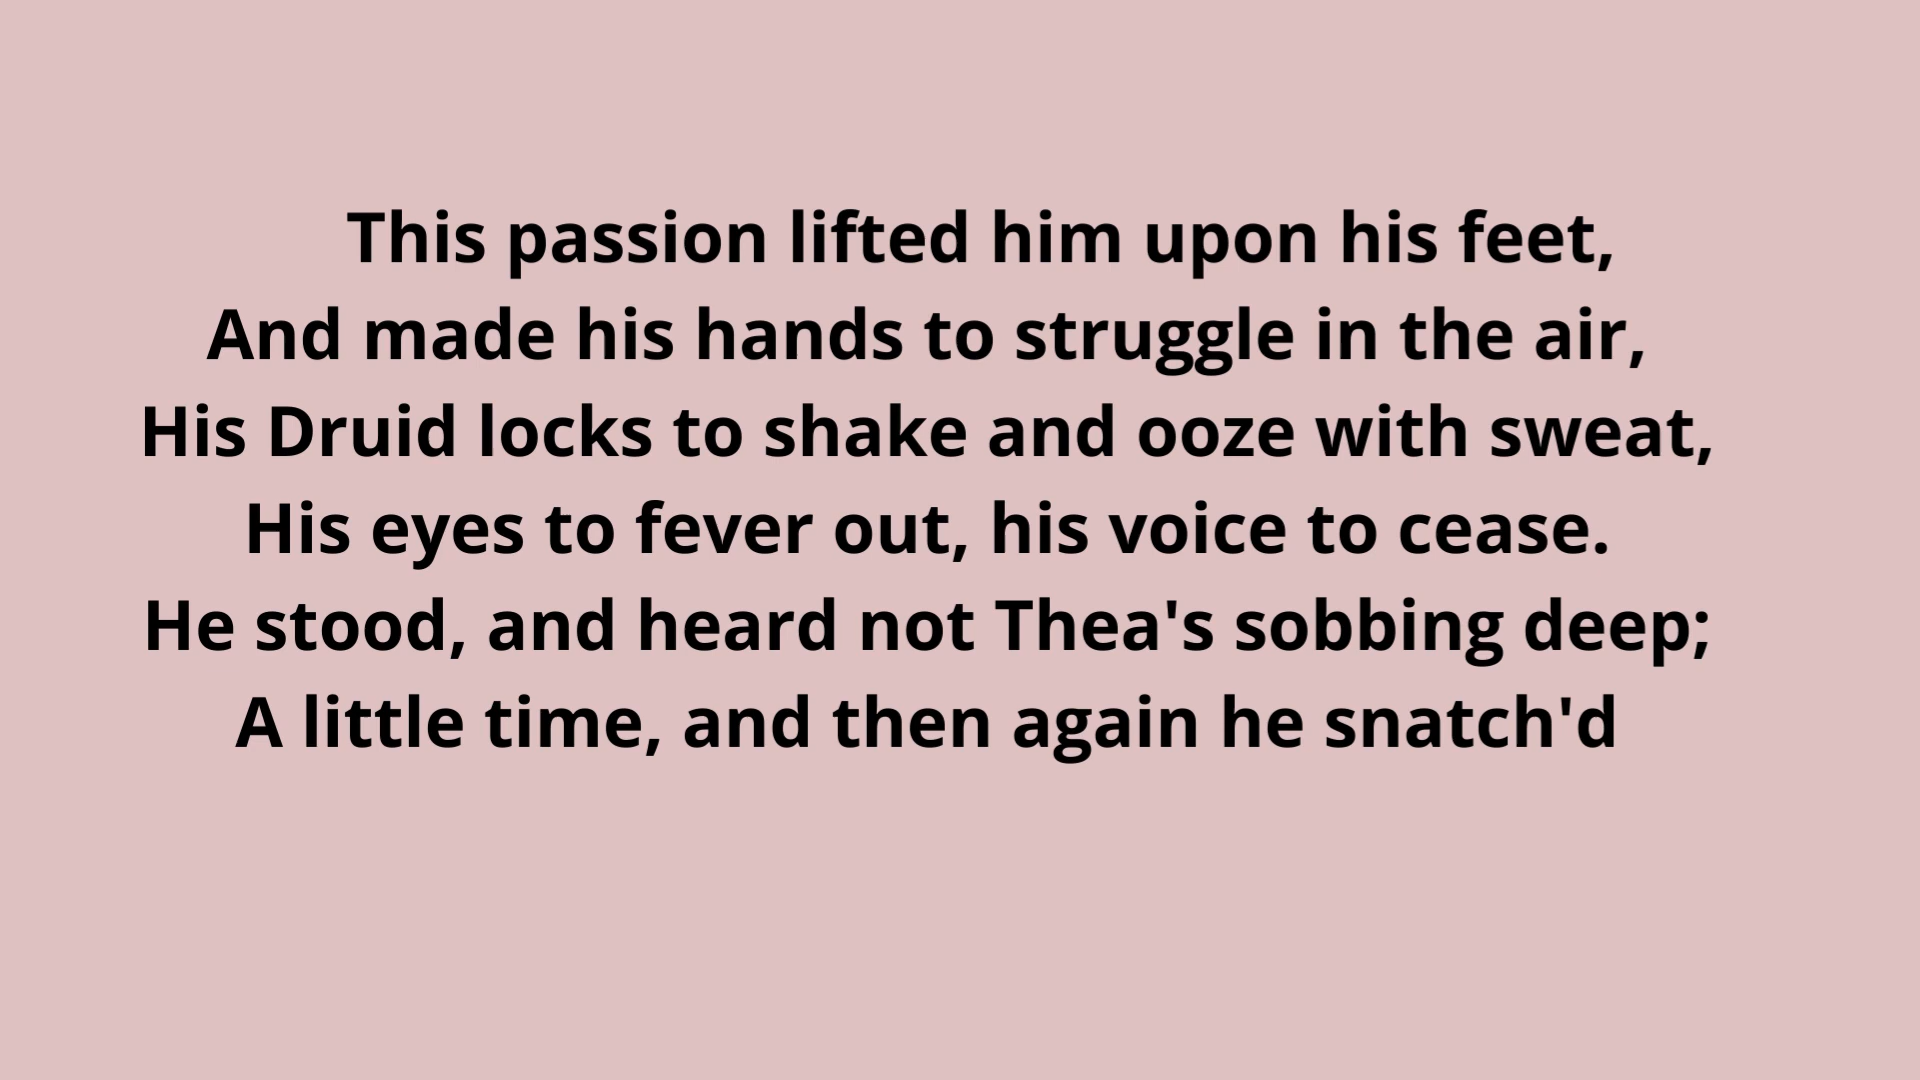 This passion lifted him upon his feet,
And made his hands to struggle in the air,
His Druid locks to shake and ooze with sweat,
His eyes to fever out, his voice to cease.
He stood, and heard not Thea's sobbing deep;
A little time, and then again he snatch'd